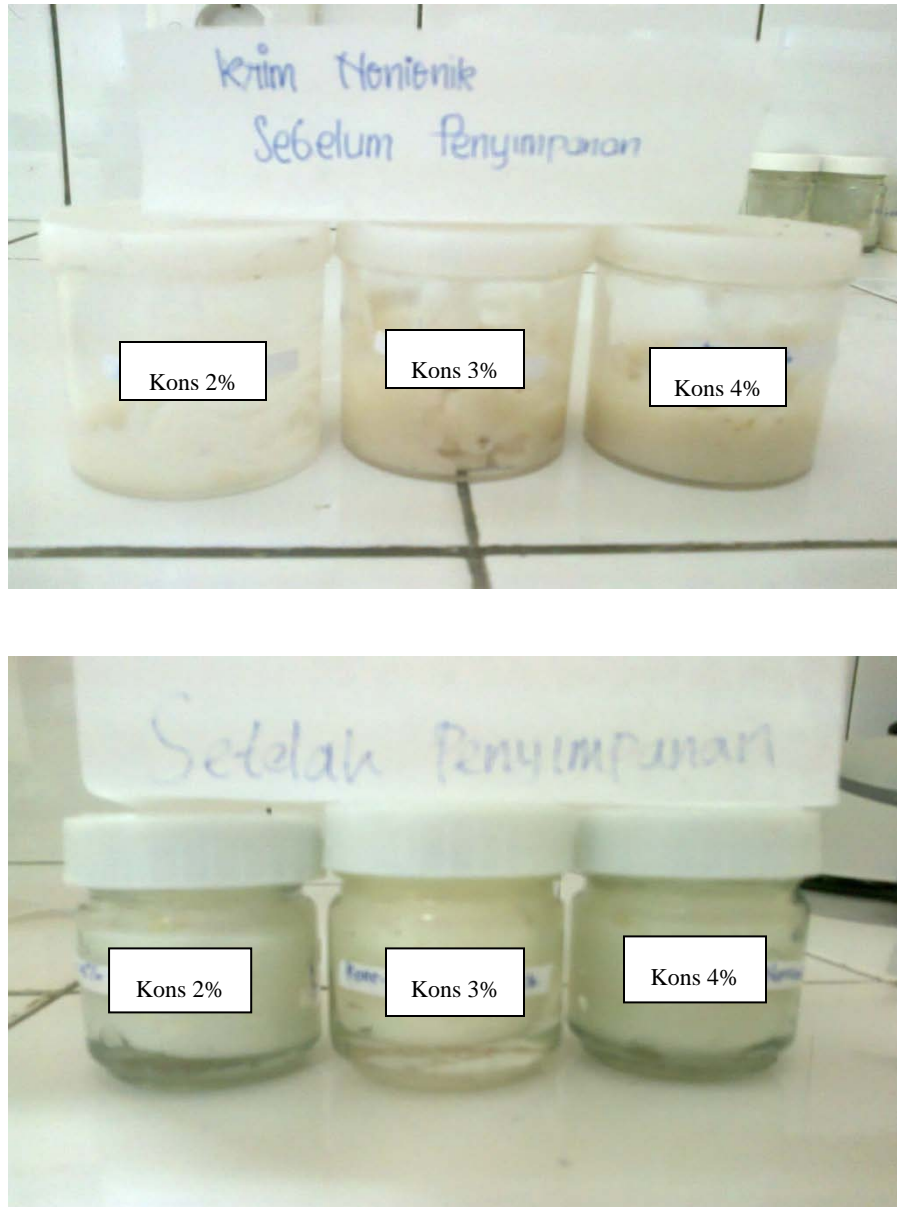 Krim Nonionik
Sebelum Penyimpanan
Kons 2%
Kons 3%
Kons 4%
Setelah Penyimpanan
Kons 2%
Kons 3%
Kons 4%